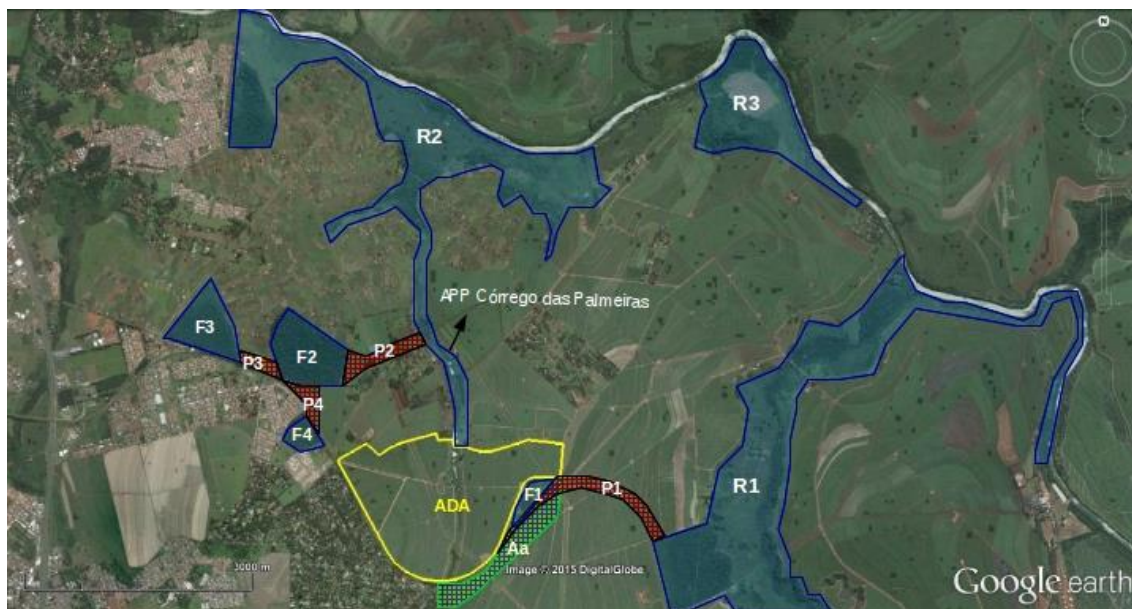 N
R3
R2
APP Córrego das Palmeiras
F3
F2
P2
P3
P4
F4
R1
ADA
F1
P1
Aa
Image © 2015 DigitalGlobe
3000 m
Google earth